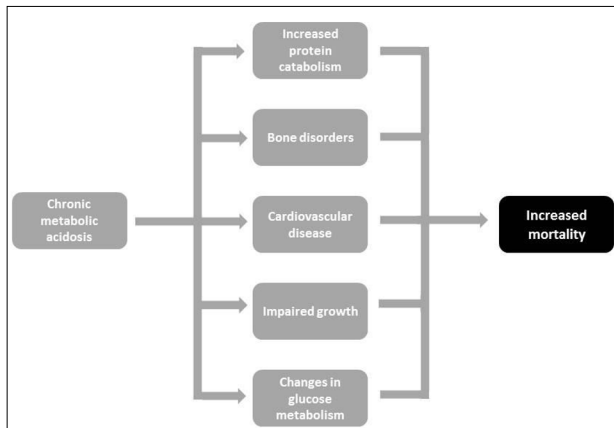 Increased
protein
catabolism
Bone disorders
Chronic
metabolic
acidosis
Cardiovascular
disease
Increased
mortality
Impaired growth
Changes in
glucose
metabolism